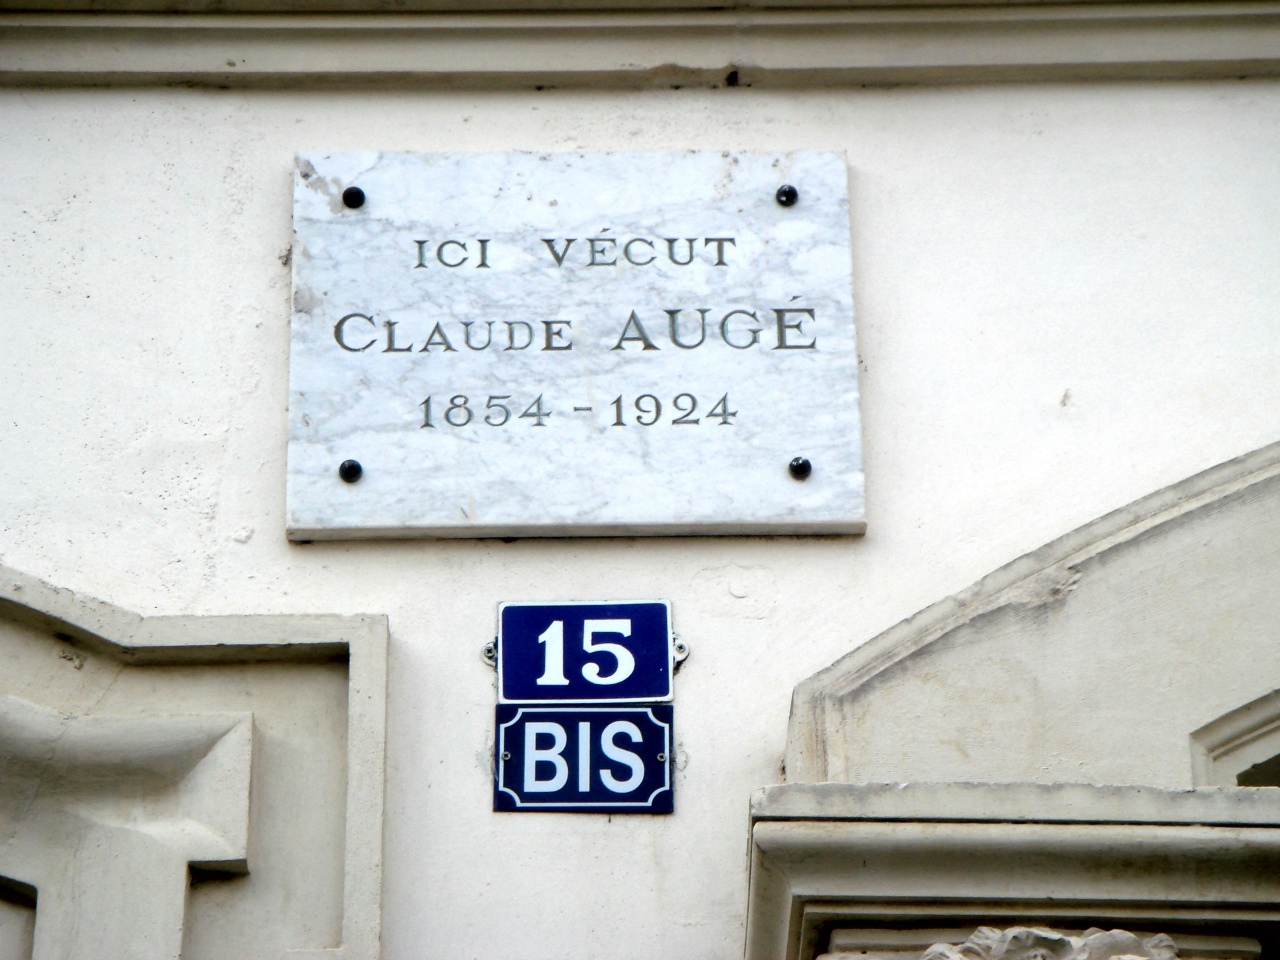 ICI VÉCUT
CLAUDE AUGÉ
1854-1924
15
BIS